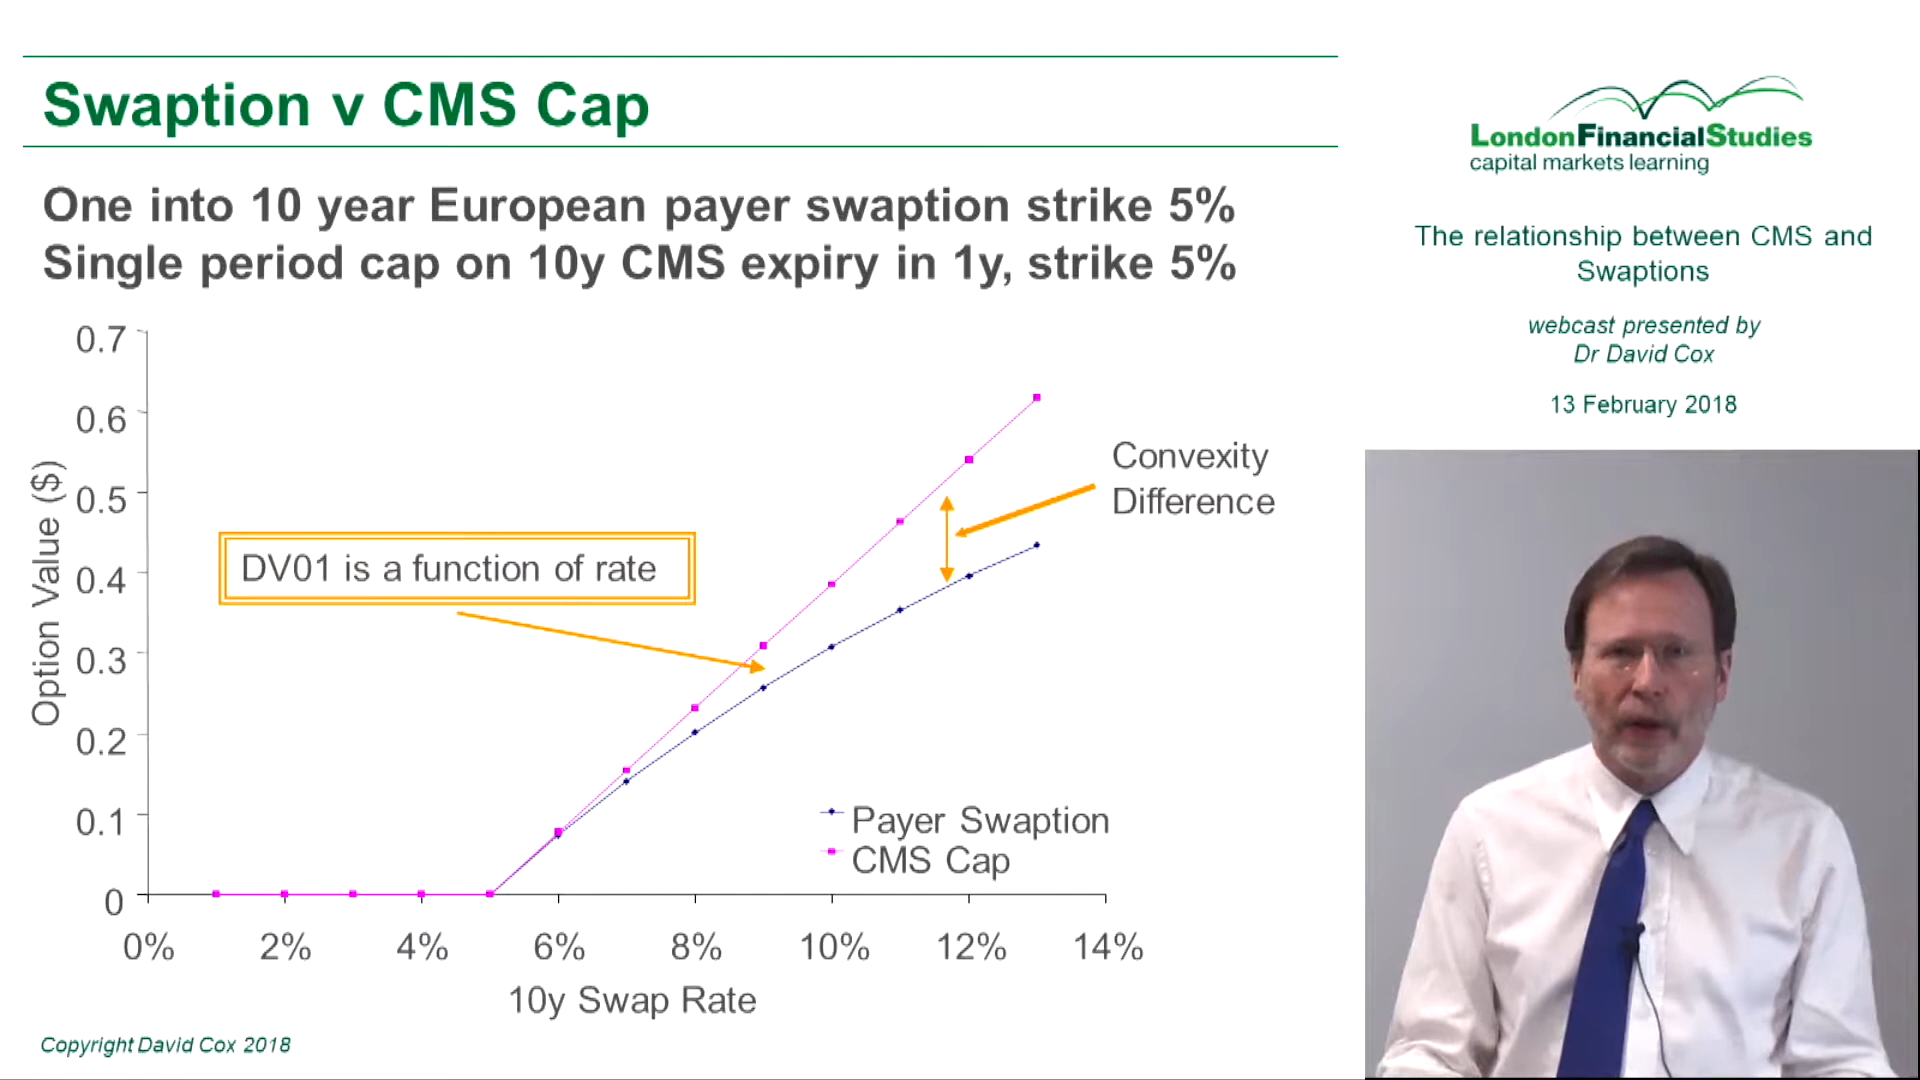 Swaption v CMS Cap
One into 10 year European payer swaption strike 5%
Single period cap on 10y CMS expiry in 1y, strike 5%
0.7
0.6
0.5
0.4
0.3
0.2
0.1
0
Option Value ($)
DV01 is a function of rate
Convexity
Difference
Payer Swaption
CMS Cap
0% 2% 4% 6% 8% 10% 12% 14%
10y Swap Rate
Copyright David Cox 2018
LondonFinancialStudies
capital markets learning
The relationship between CMS and
Swaptions
webcast presented by
Dr David Cox
13 February 2018